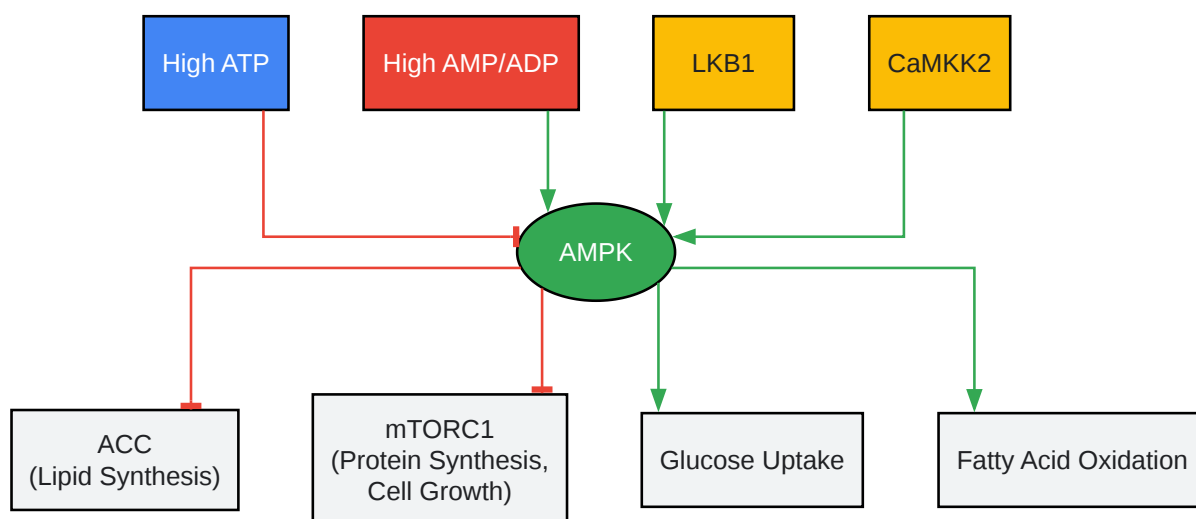 High ATP
High AMP/ADP
LKB1
CaMKK2
AMPK
ACC
(Lipid Synthesis)
mTORC1
(Protein Synthesis,
Cell Growth)
Glucose Uptake
Fatty Acid Oxidation